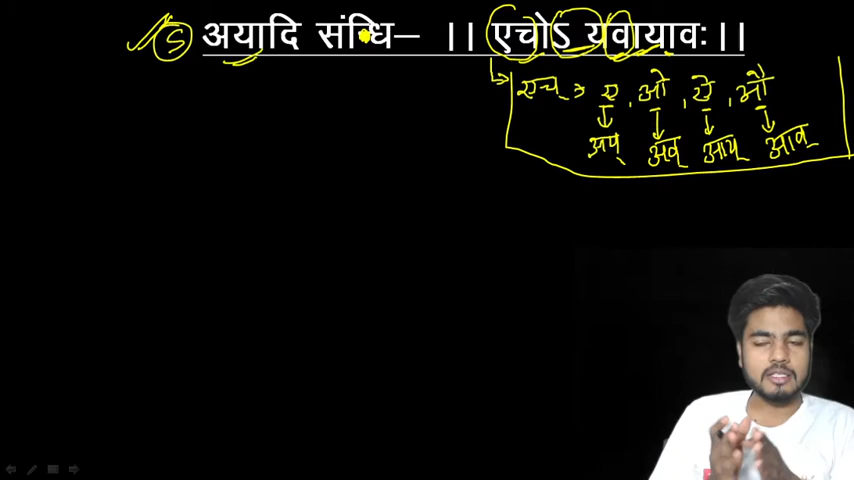 5 अयादि संन्धि– || एचोऽ यवायावः ||
एच् → ए, ओ, ऐ, औ
अय् अव् आय् आव्